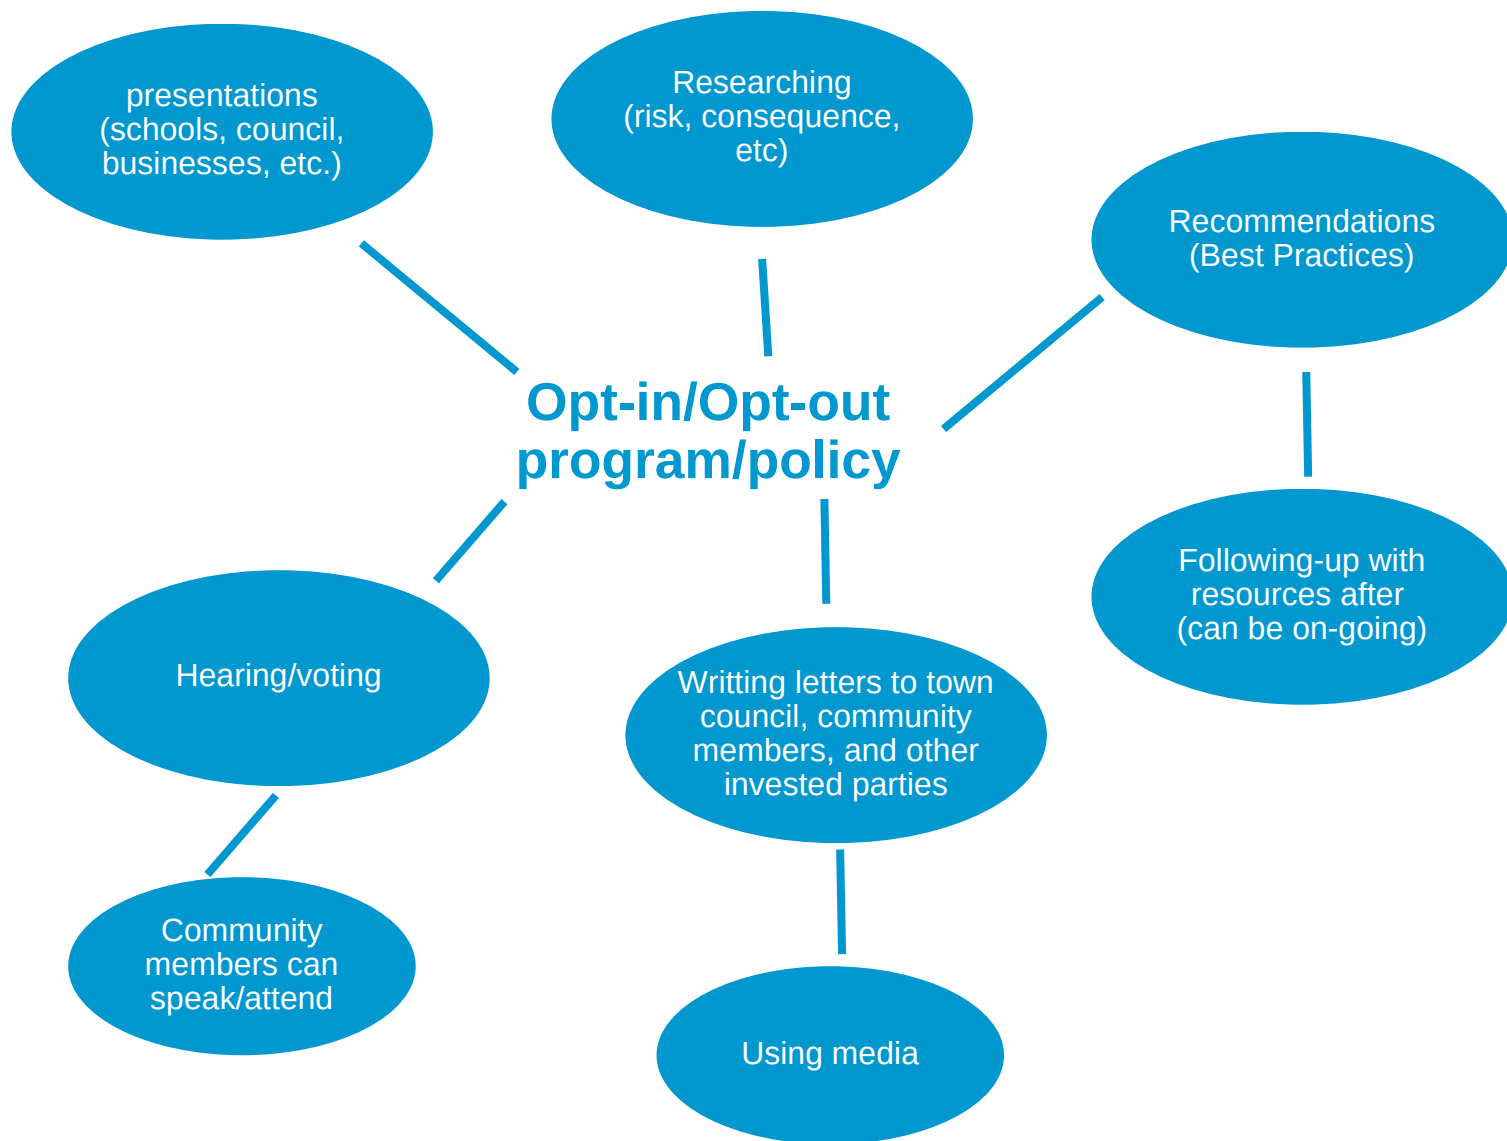 presentations
(schools, council,
businesses, etc.)
Researching
(risk, consequence,
etc)
Recommendations
(Best Practices)
Opt-in/Opt-out
program/policy
Following-up with
resources after
(can be on-going)
Hearing/voting
Writting letters to town
council, community
members, and other
invested parties
Community
members can
speak/attend
Using media